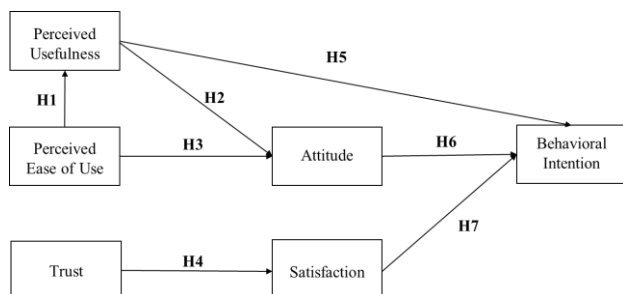 Perceived
Usefulness
H5
H1
H2
Perceived
Ease of Use
H3
Attitude
H6
Behavioral
Intention
H7
Trust
H4
Satisfaction